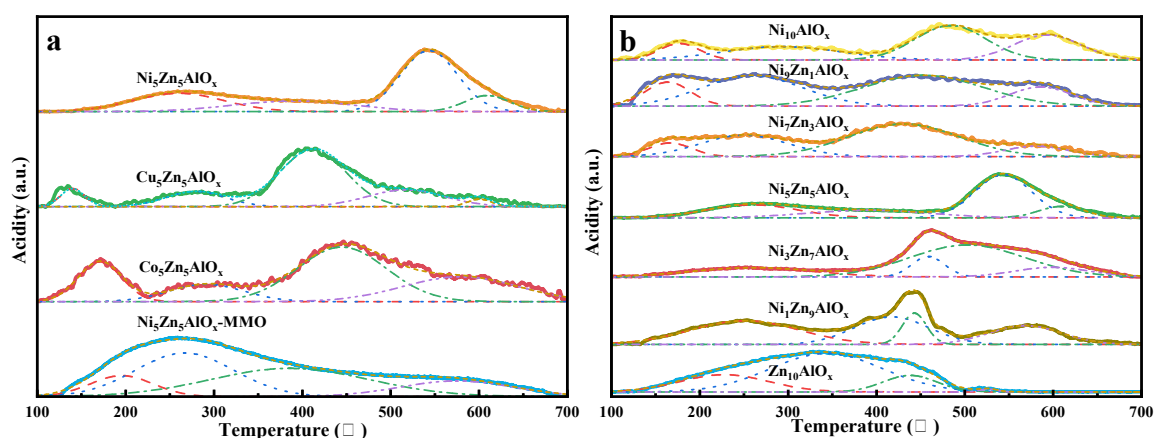 a
Ni₅Zn₅AlOₓ
Cu₅Zn₅AlOₓ
Co₅Zn₅AlOₓ
Ni₅Zn₅AlOₓ-MMO
Acidity (a.u.)
100 200 300 400 500 600 700
Temperature (□)
b
Ni₁₀AlOₓ
Ni₉Zn₁AlOₓ
Ni₇Zn₃AlOₓ
Ni₅Zn₅AlOₓ
Ni₃Zn₇AlOₓ
Ni₁Zn₉AlOₓ
Zn₁₀AlOₓ
Acidity (a.u.)
100 200 300 400 500 600 700
Temperature (□)